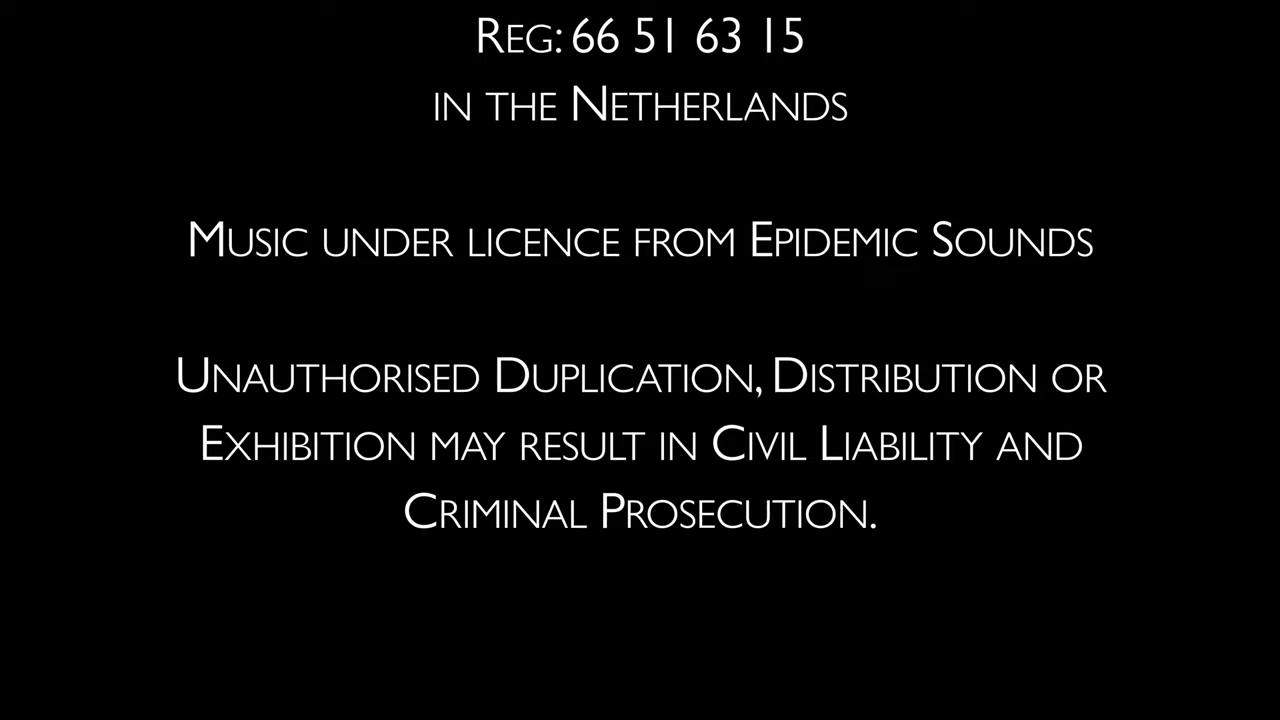 Reg: 66 51 63 15
in the Netherlands
Music under licence from Epidemic Sounds
Unauthorised Duplication, Distribution or
Exhibition may result in Civil Liability and
Criminal Prosecution.